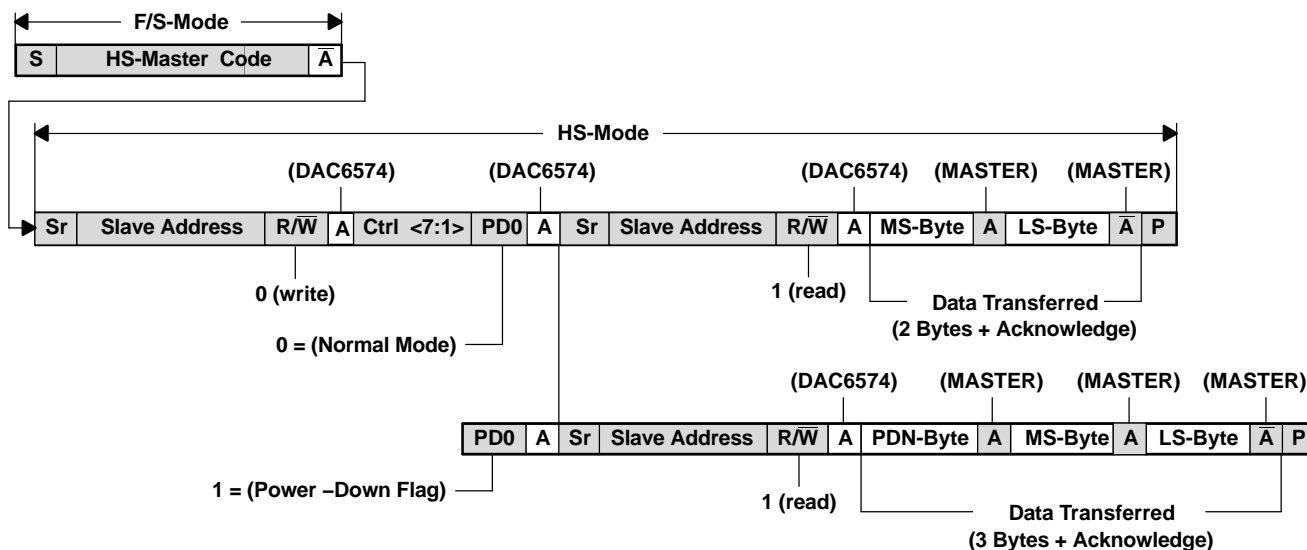 F/S-Mode
S HS-Master Code A̅
HS-Mode
(DAC6574) (DAC6574) (DAC6574) (MASTER) (MASTER)
Sr Slave Address R/W̅ A Ctrl <7:1> PD0 A Sr Slave Address R/W̅ A MS-Byte A LS-Byte A̅ P
0 (write) 1 (read) Data Transferred
(2 Bytes + Acknowledge)
0 = (Normal Mode)
(DAC6574) (MASTER) (MASTER) (MASTER)
PD0 A Sr Slave Address R/W̅ A PDN-Byte A MS-Byte A LS-Byte A̅ P
1 = (Power −Down Flag) 1 (read) Data Transferred
(3 Bytes + Acknowledge)